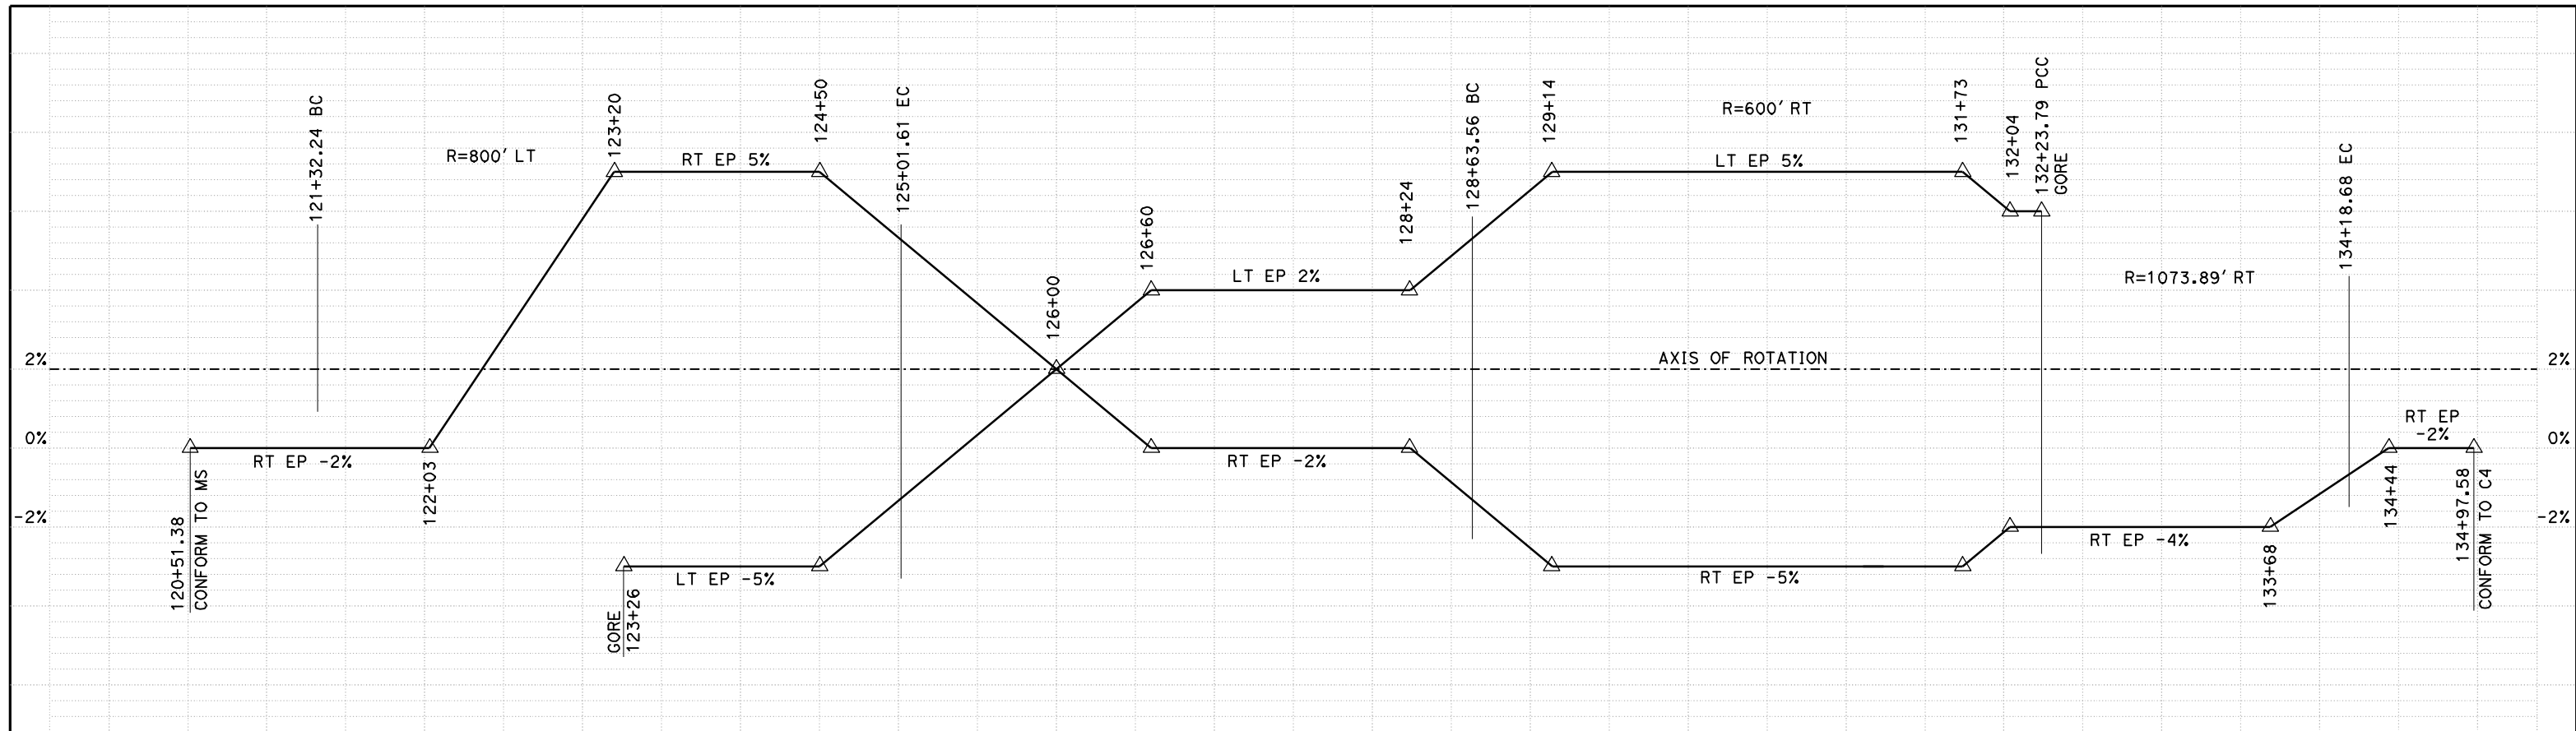 121+32.24 BC
R=800' LT
123+20
RT EP 5%
124+50
125+01.61 EC
126+00
126+60
LT EP 2%
128+24
128+63.56 BC
129+14
R=600' RT
LT EP 5%
131+73
132+04
132+23.79 PCC
GORE
R=1073.89' RT
134+18.68 EC
2%
AXIS OF ROTATION
2%
0%
RT EP
-2%
0%
RT EP -2%
122+03
RT EP -2%
-2%
-2%
120+51.38
CONFORM TO MS
LT EP -5%
GORE
123+26
RT EP -5%
RT EP -4%
133+68
134+44
134+97.58
CONFORM TO C4